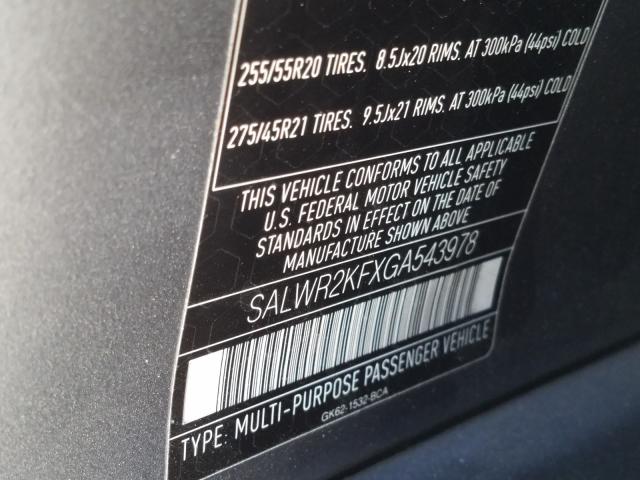 255/55R20 TIRES. 8.5Jx20 RIMS. AT 300kPa (44psi) COLD
275/45R21 TIRES. 9.5Jx21 RIMS. AT 300kPa (44psi) COLD
THIS VEHICLE CONFORMS TO ALL APPLICABLE
U.S. FEDERAL MOTOR VEHICLE SAFETY
STANDARDS IN EFFECT ON THE DATE OF
MANUFACTURE SHOWN ABOVE
SALWR2KFXGA543978
TYPE: MULTI-PURPOSE PASSENGER VEHICLE
GK62-1532-BCA